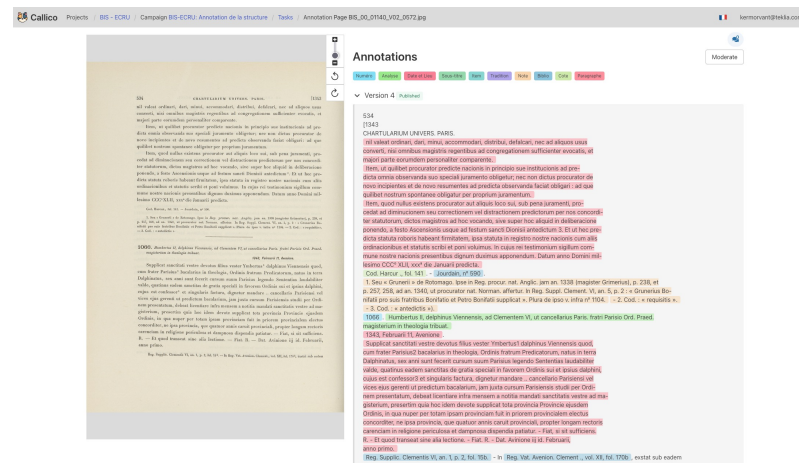 Callico Projects / BIS - ECRU / Campaign BIS-ECRU: Annotation de la structure / Tasks / Annotation Page BIS_00_01140_V02_0572.jpg
kermorvant@teklia.com
Annotations
Moderate
Numéro Analyse Date et Lieu Sous-titre Nom Tradition Note Biblio Cote Paragraphe
Version 4 Published
534
[1343
CHARTULARIUM UNIVERS. PARIS.
nil valeat ordinari, dari, minui, accommodari, distribui, defalcari, nec ad aliquos usus
converti, nisi omnibus magistris regentibus ad congregationem sufficienter evocatis, et
majori parte eorumdem personaliter comparente.
Item, ut quilibet procurator predicte nacionis in principio sue institucionis ad pre-
dicta omnia observanda suo speciali juramento obligetur; nec non dictus procurator de
novo incipientes et de novo resumentes ad predicta observanda faciat obligari : ad que
quilibet nostrum spontanee obligatur per proprium juramentum.
Item, quod nullus existens procurator aut aliquis loco sui, sub pena juramenti, pro-
cedat ad diminucionem seu correctionem vel distractionem predictorum per nos concordi-
ter statutorum, dictos magistros ad hoc vocando, sive super hoc aliquid in deliberacione
ponendo, a festo Ascensionis usque ad festum sancti Dionisii antedictum 3. Et ut hec pre-
dicta statuta roboris habeant firmitatem, ipsa statuta in registro nostre nacionis cum aliis
ordinacionibus et statutis scribi et poni volumus. In cujus rei testimonium sigillum com-
mune nostre nacionis presentibus dignum duximus apponendum. Datum anno Domini mil-
lesimo CCC°XLII, xxx° die Januarii predicta.
Cod. Harcur ., fol. 141 . - Jourdain, n° 590 .
1. Seu « Grunerii » de Rotomago. Ipse in Reg. procur. nat. Anglic. jam an. 1338 (magister Grimerius), p. 238, et
p. 257, 258, ad an. 1340, ut procurator nat. Norman. affertur. In Reg. Suppl. Clement. VI, an. 5, p. 2 : « Grunerius Bo-
nifatii pro suis fratribus Bonifatio et Petro Bonifatii supplicat ». Plura de ipso v. infra n° 1104. - 2. Cod. : « requisitis ».
- 3. Cod. : « antedictis »).
1066. Humbertus II, delphinus Viennensis, ad Clementem VI, ut cancellarius Paris. fratri Parisio Ord. Praed.
magisterium in theologia tribuat.
1343, Februarii 11, Avenione .
Supplicat sanctitati vestre devotus filius vester Ymbertus1 dalphinus Viennensis quod,
cum frater Parisius2 bacalarius in theologia, Ordinis fratrum Predicatorum, natus in terra
Dalphinatus, sex anni sunt fecerit cursum suum Parisius legendo Sententias laudabiliter
valde, quatinus eadem sanctitas de gratia speciali in favorem Ordinis sui et ipsius dalphini,
cujus est confessor3 et singularis factura, dignetur mandare .. cancellario Parisiensi vel
vices ejus gerenti ut predictum bacalarium, jam juxta cursum Parisiensis studii per Ordi-
nem presentatum, debeat licentiare infra mensem a notitia mandati sanctitatis vestre ad ma-
gisterium, presertim quia hoc idem devote supplicat tota provincia Provincie ejusdem
Ordinis, in qua nuper per totam ipsam provinciam fuit in priorem provincialem electus
concorditer, ne ipsa provincia, que quatuor annis caruit provinciali, propter longam rectoris
carenciam in religione periculosa et dampnosa dispendia patiatur. - Fiat, si sit sufficiens.
R. - Et quod transeat sine alia lectione. - Fiat. R. - Dat. Avinione iij id. Februarii,
anno primo.
Reg. Supplic. Clementis VI, an. 1, p. 2, fol. 15b. - In Reg. Vat. Avenion. Clement ., vol. XII, fol. 170b , exstat sub eadem